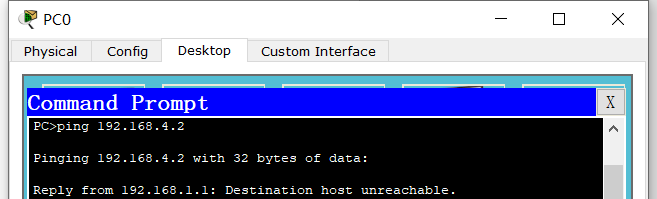 PC0
Physical Config Desktop Custom Interface
Command Prompt X
PC>ping 192.168.4.2
Pinging 192.168.4.2 with 32 bytes of data:
Reply from 192.168.1.1: Destination host unreachable.